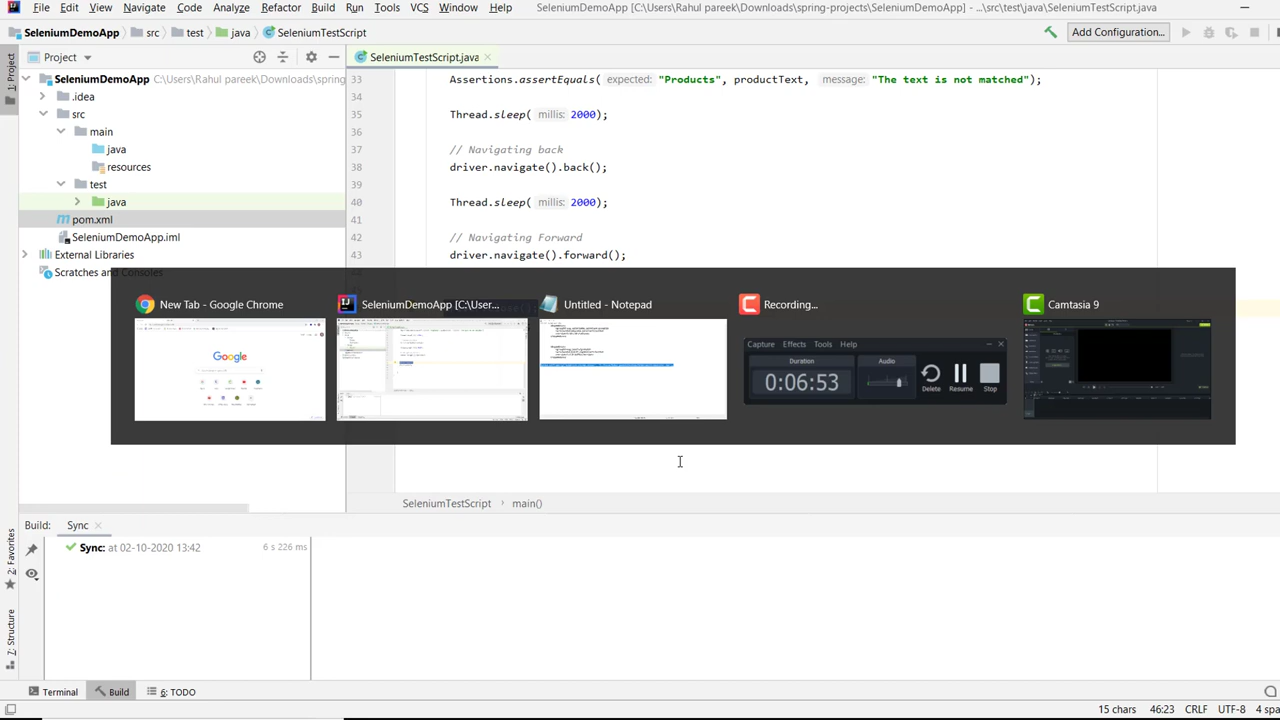 File Edit View Navigate Code Analyze Refactor Build Run Tools VCS Window Help SeleniumDemoApp [C:\Users\Rahul pareek\Downloads\spring-projects\SeleniumDemoApp] - ...\src\test\java\SeleniumTestScript.java
SeleniumDemoApp src test java SeleniumTestScript Add Configuration...
1: Project
Project
SeleniumTestScript.java
SeleniumDemoApp C:\Users\Rahul pareek\Downloads\spring
.idea
src
main
java
resources
test
java
pom.xml
SeleniumDemoApp.iml
External Libraries
Scratches and Consoles
33 Assertions.assertEquals( expected: "Products", productText, message: "The text is not matched");
34
35 Thread.sleep( millis: 2000);
36
37 // Navigating back
38 driver.navigate().back();
39
40 Thread.sleep( millis: 2000);
41
42 // Navigating Forward
43 driver.navigate().forward();
New Tab - Google Chrome
SeleniumDemoApp [C:\User...
Untitled - Notepad
Recording...
Camtasia 9
Google
Capture Effects Tools Help
Duration
0:06:53
Audio
Delete Resume Stop
SeleniumTestScript › main()
Build: Sync
Sync: at 02-10-2020 13:42 6 s 226 ms
2: Favorites
7: Structure
Terminal Build 6: TODO
15 chars 46:23 CRLF UTF-8 4 spa